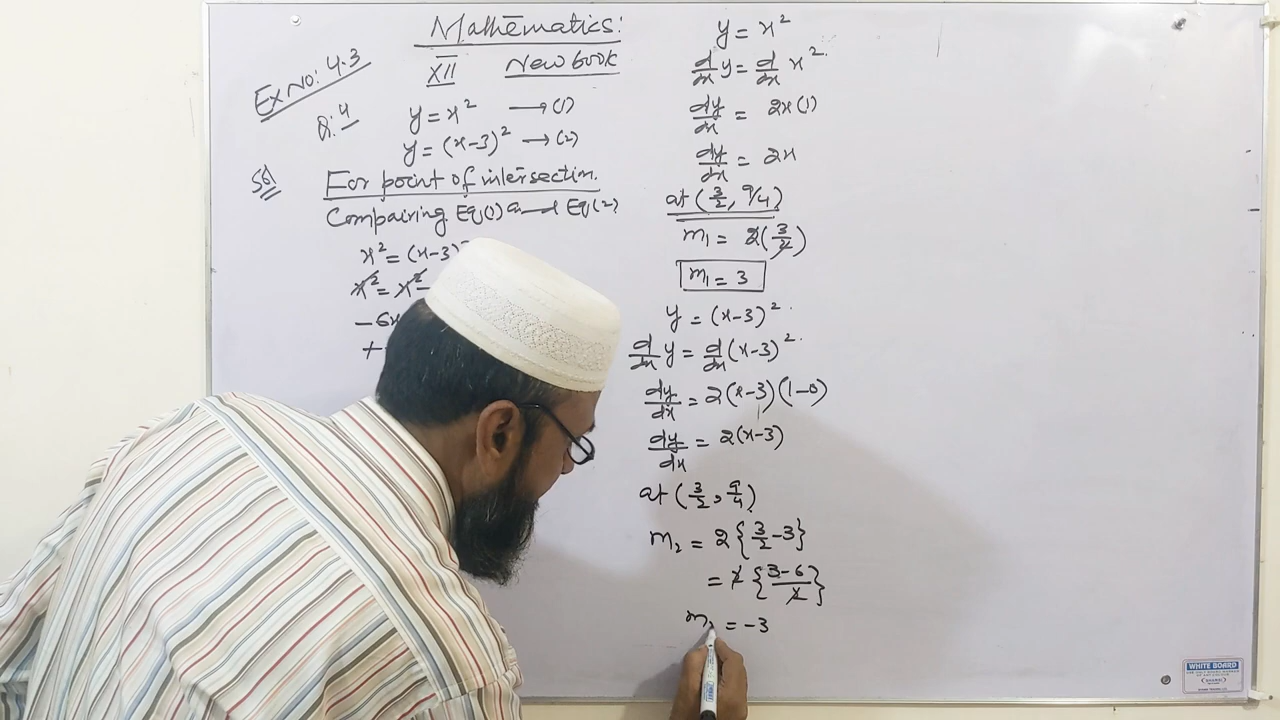 Mathematics:
XII New book
Ex No: 4.3
Q: 4
y = x² → (1)
y = (x-3)² → (2)
Sol
For point of intersection.
Compairing Eq(1) and Eq(2)
x² = (x-3)²
x² = x² -
-6x
+
y = x²
d/dx y = d/dx x²
dy/dx = 2x(1)
dy/dx = 2x
at (3/2, 9/4)
m₁ = 2(3/2)
m₁ = 3
y = (x-3)²
d/dx y = d/dx (x-3)²
dy/dx = 2(x-3)(1-0)
dy/dx = 2(x-3)
at (3/2, 9/4)
m₂ = 2{3/2 - 3}
= 2{3-6/2}
m₂ = -3
WHITE BOARD